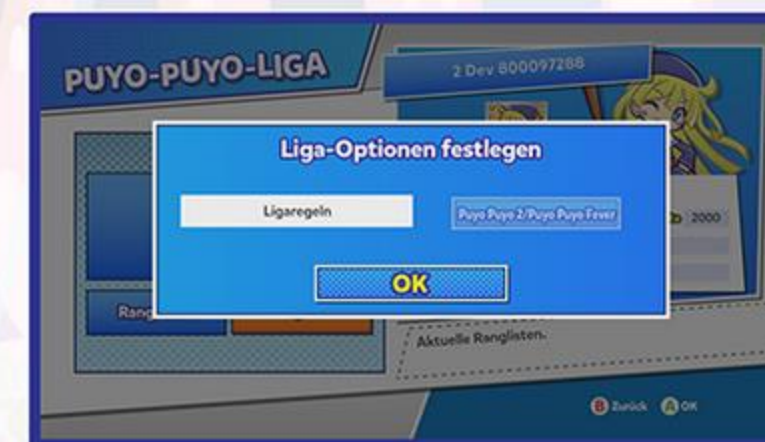 PUYO-PUYO-LIGA
2 Dev 800097288
Liga-Optionen festlegen
Ligaregeln
Puyo Puyo 2/Puyo Puyo Fever
2000
OK
Rang
Aktuelle Ranglisten.
B Zurück A OK